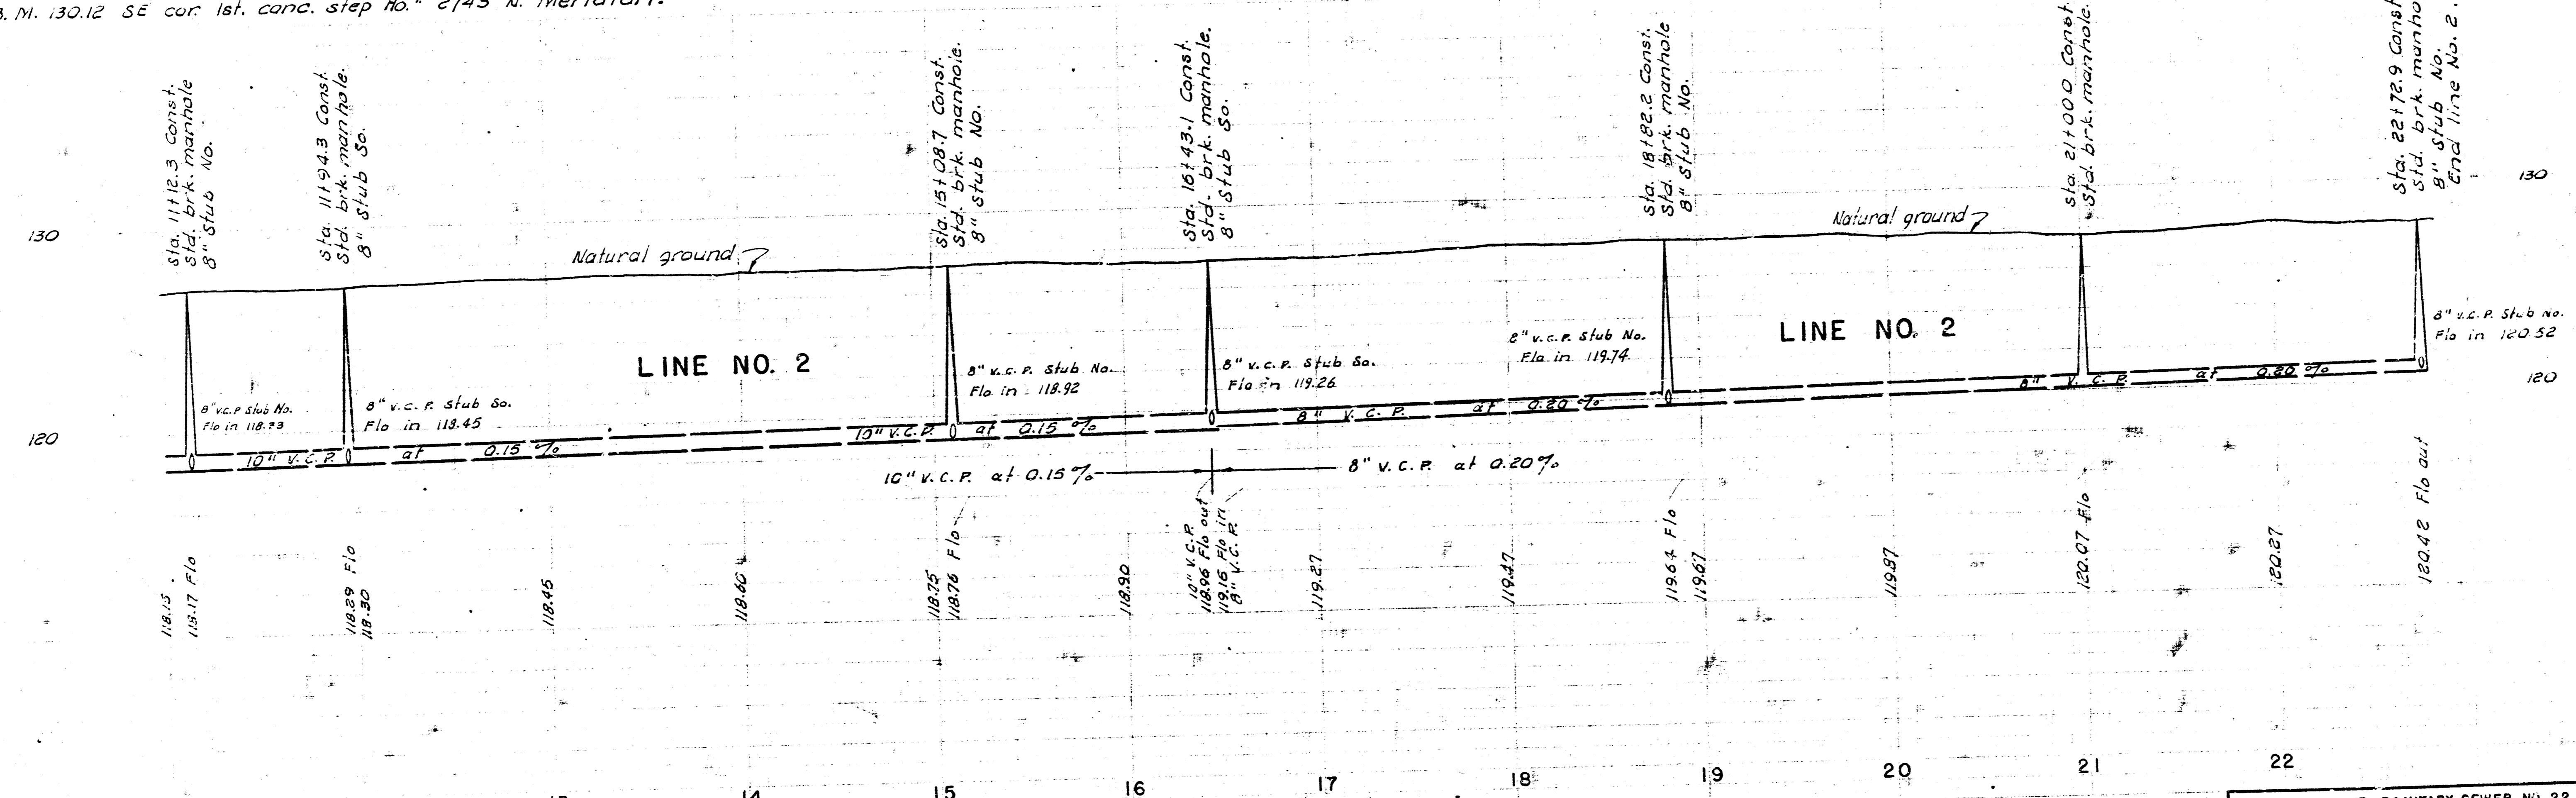 B.M. 130.12 SE cor. 1st. conc. step No. 2145 N. Meridian.
Sta. 11+12.3 Const.
Std. brk. manhole
8" Stub No.
Sta. 11+94.3 Const.
Std. brk. manhole.
8" Stub So.
Sta. 15+08.7 Const.
Std. brk. manhole.
8" Stub No.
Sta. 16+43.1 Const.
Std. brk. manhole.
8" Stub So.
Sta. 18+82.2 Const.
Std. brk. manhole
8" Stub No.
Sta. 21+00.0 Const.
Std. brk. manhole.
Sta. 22+72.9 Const
Std. brk. manho
8" Stub No.
End line No. 2.
130
130
Natural ground
Natural ground
LINE NO. 2
LINE NO. 2
8" V.C.P. Stub No.
Flo in
8" V.C.P. Stub So.
Flo in 118.45
8" V.C.P. Stub No.
Flo in 118.92
8" V.C.P. Stub So.
Flo in 119.26
8" V.C.P. Stub No.
Flo in 119.74
8" V.C.P. Stub No.
Flo in 120.52
120
120
10" V.C.P. at 0.15 %
10" V.C.P. at 0.15 %
8" V.C.P. at 0.20 %
8" V.C.P. at 0.20 %
10" V.C.P. at 0.15 %
8" V.C.P. at 0.20 %
118.15
118.17 Flo
118.29 Flo
118.30
118.45
118.60
118.75
118.76 Flo
118.90
10" V.C.P.
118.96 Flo out
119.16 Flo in
8" V.C.P.
119.27
119.47
119.64 Flo
119.67
119.87
120.07 Flo
120.27
120.42 Flo out
14
15
16
17
18
19
20
21
22
SANITARY SEWER NO. 22